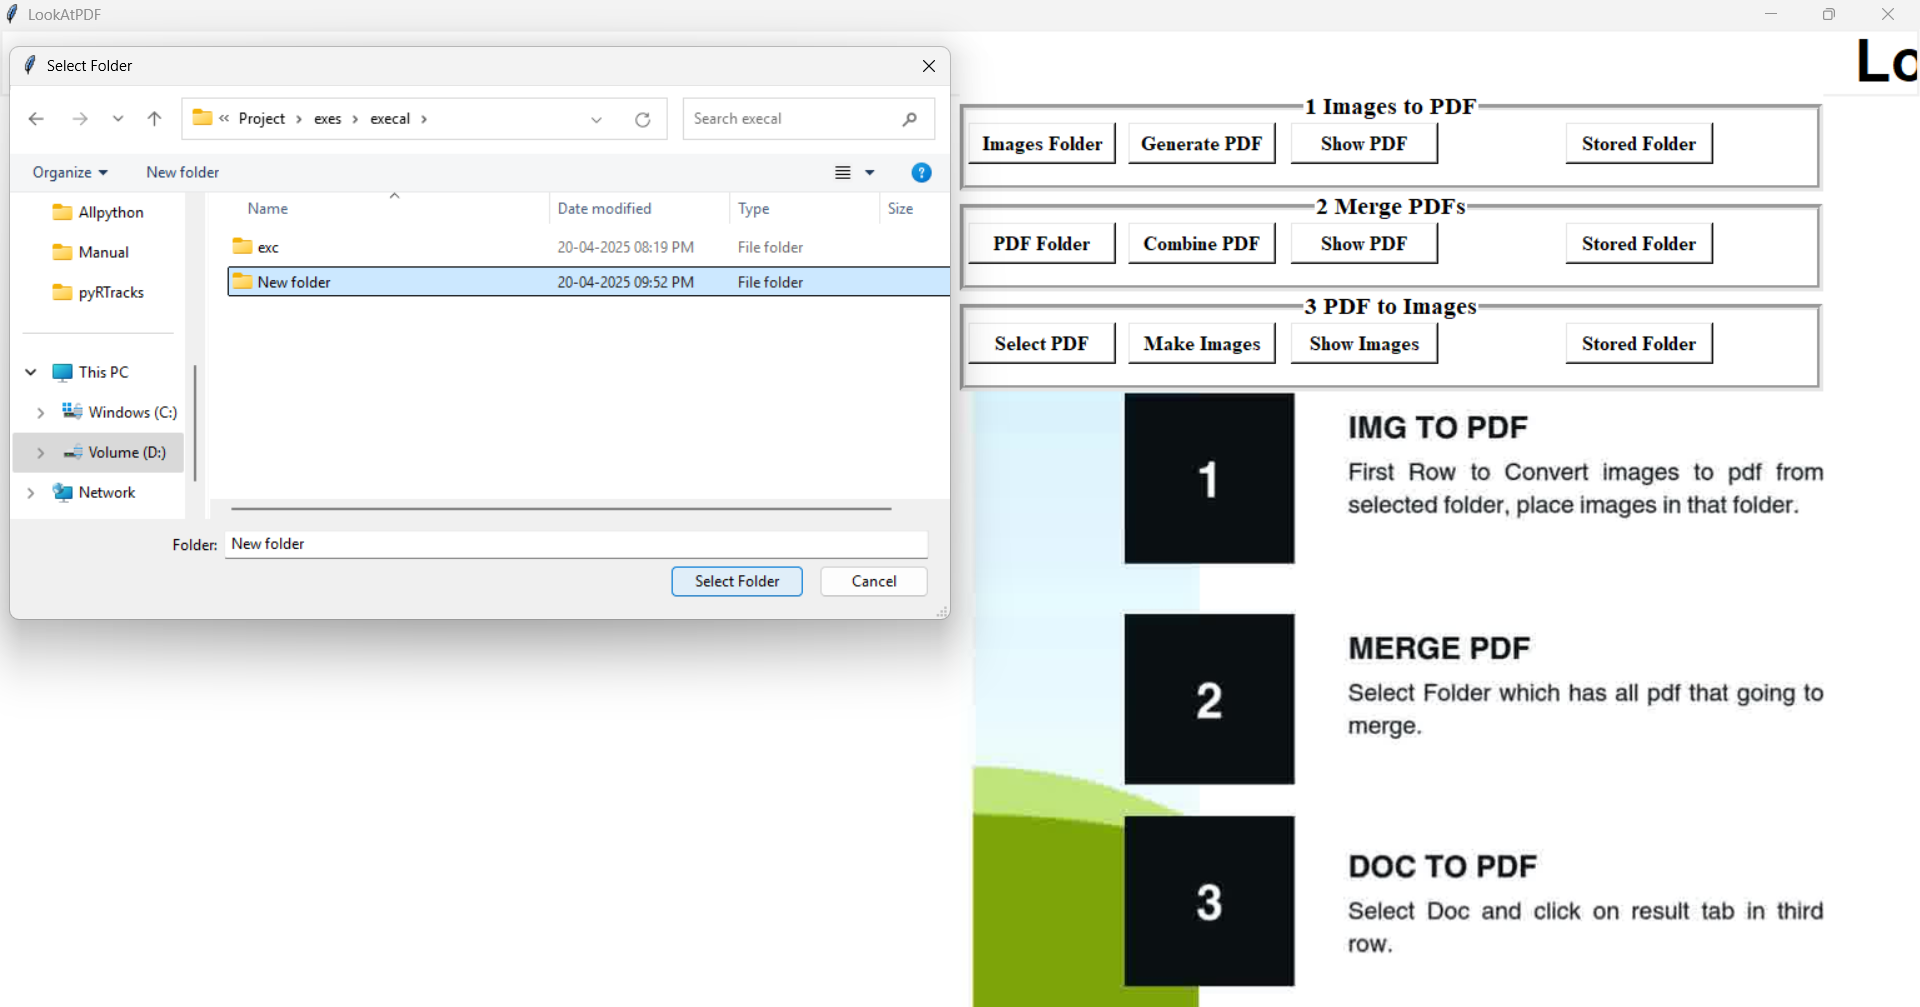 LookAtPDF
Select Folder
« Project > exes > execal >
Search execal
Organize
New folder
Allpython
Manual
pyRTracks
This PC
Windows (C:)
Volume (D:)
Network
Name Date modified Type Size
exc 20-04-2025 08:19 PM File folder
New folder 20-04-2025 09:52 PM File folder
Folder: New folder
Select Folder Cancel
Lo
1 Images to PDF
Images Folder Generate PDF Show PDF Stored Folder
2 Merge PDFs
PDF Folder Combine PDF Show PDF Stored Folder
3 PDF to Images
Select PDF Make Images Show Images Stored Folder
1
IMG TO PDF
First Row to Convert images to pdf from
selected folder, place images in that folder.
2
MERGE PDF
Select Folder which has all pdf that going to
merge.
3
DOC TO PDF
Select Doc and click on result tab in third
row.